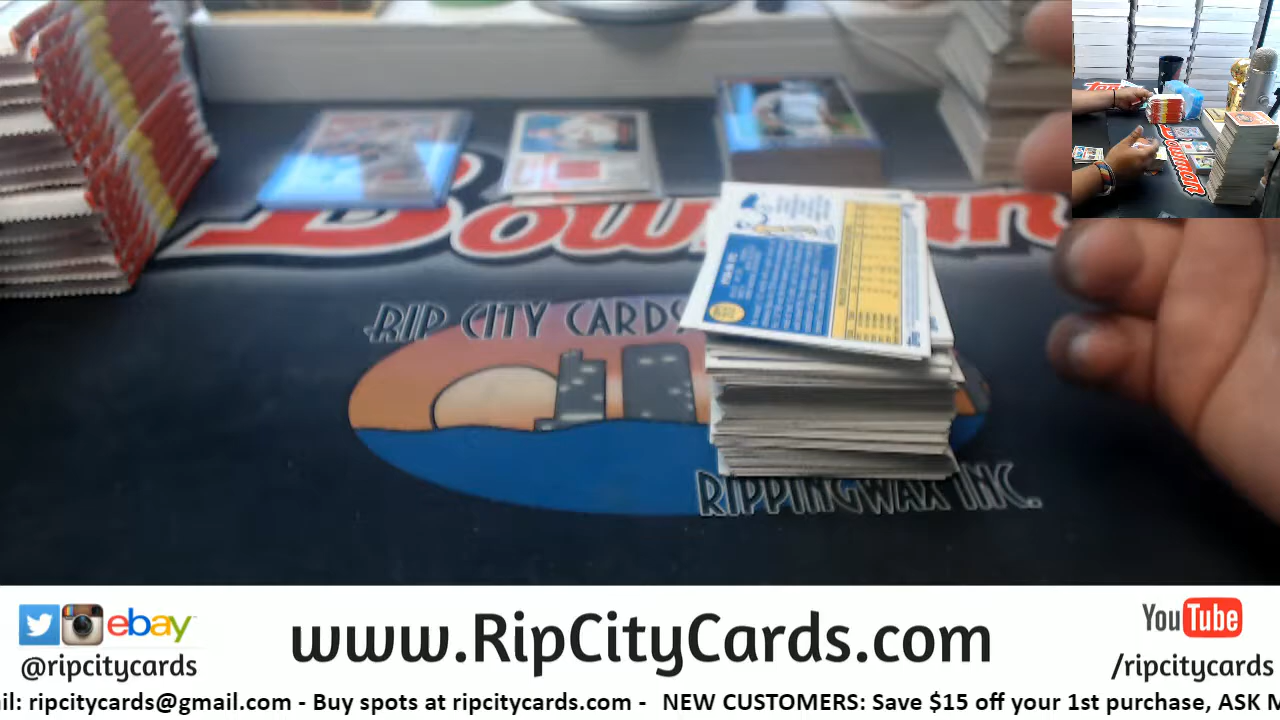 Bowman
RIP CITY CARDS
RIPPINGWAX INC.
ebay
@ripcitycards
www.RipCityCards.com
YouTube
/ripcitycards
il: ripcitycards@gmail.com - Buy spots at ripcitycards.com - NEW CUSTOMERS: Save $15 off your 1st purchase, ASK M